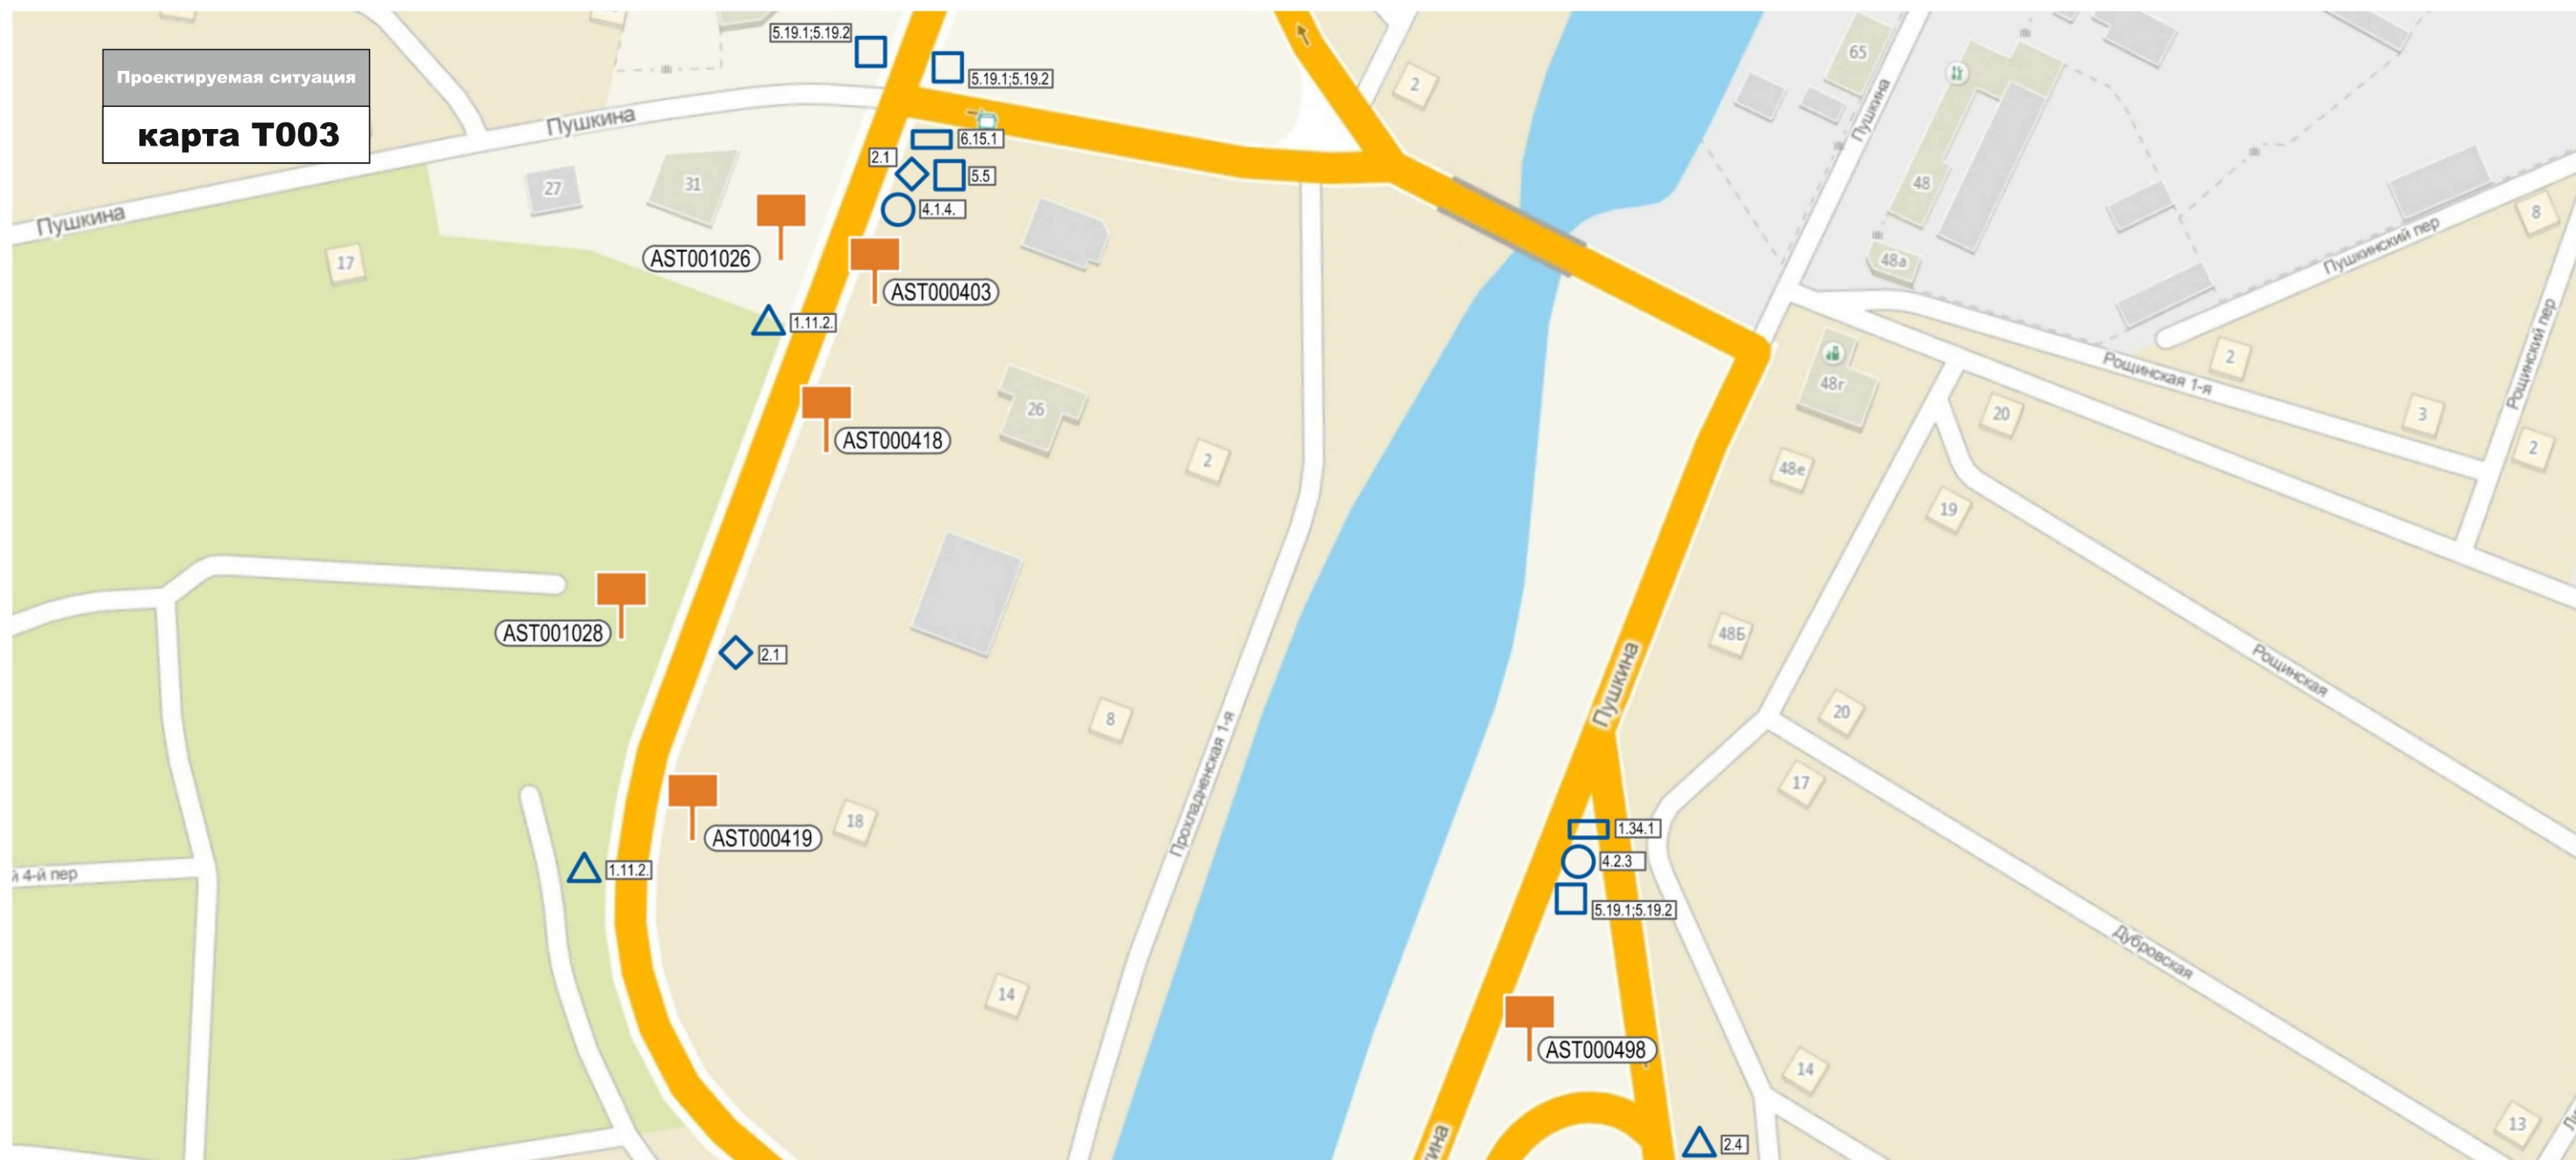 Проектируемая ситуация
карта Т003
5.19.1;5.19.2
5.19.1;5.19.2
65
2
Пушкина
Пушкина
6.15.1
2.1
5.5
27
31
48
4.1.4.
8
Пушкина
AST001026
17
48а
Пушкинский пер
AST000403
1.11.2.
Рощинский пер
2
Рощинская 1-я
48г
26
20
3
AST000418
2
2
48е
19
AST001028
48Б
2.1
Пушкина
Рощинская
8
20
Прохладненская 1-я
17
AST000419
18
1.34.1
4.2.3
1.11.2.
й 4-й пер
5.19.1;5.19.2
Дубровская
14
AST000498
14
13
2.4
кина